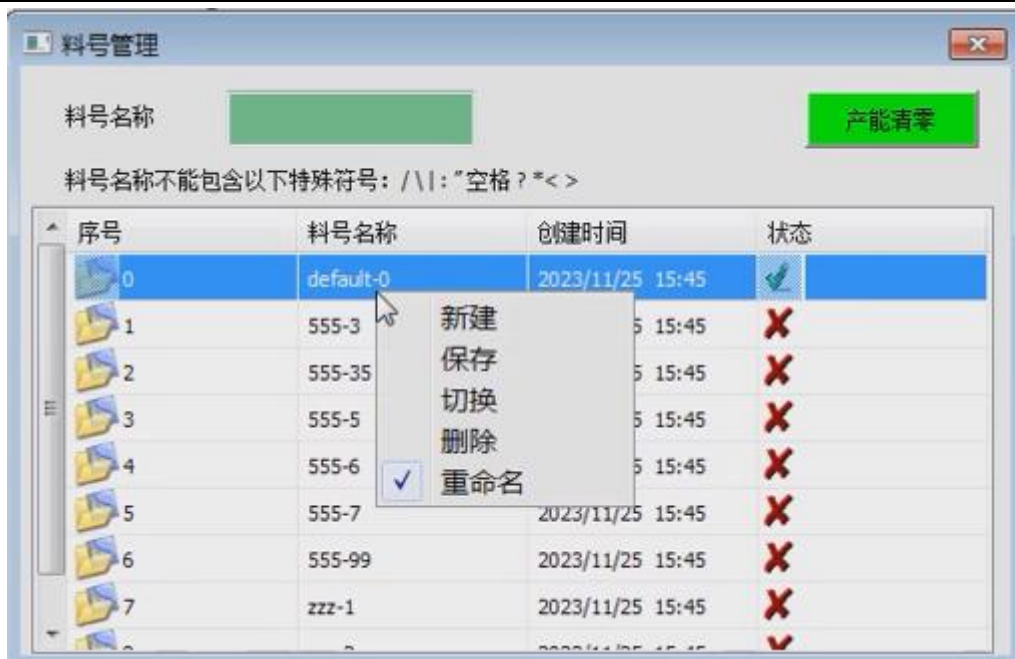 料号管理
料号名称
产能清零
料号名称不能包含以下特殊符号: / \ | : " 空格 ? * < >
序号 料号名称 创建时间 状态
0 default-0 2023/11/25 15:45
新建
1 555-3 5 15:45
保存
2 555-35 5 15:45
切换
3 555-5 5 15:45
删除
4 555-6 5 15:45
重命名
5 555-7 2023/11/25 15:45
6 555-99 2023/11/25 15:45
7 zzz-1 2023/11/25 15:45